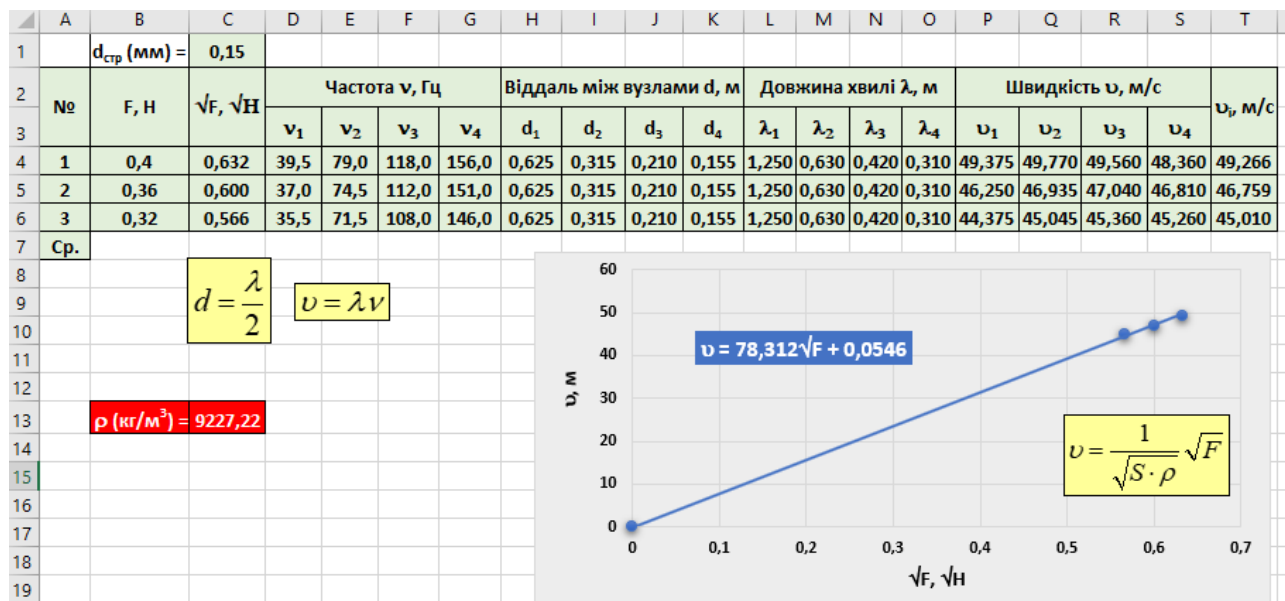 A B C D E F G H I J K L M N O P Q R S T
1 dстр (мм) = 0,15
2 № F, Н √F, √Н Частота ν, Гц Віддаль між вузлами d, м Довжина хвилі λ, м Швидкість υ, м/с υi, м/с
3 ν1 ν2 ν3 ν4 d1 d2 d3 d4 λ1 λ2 λ3 λ4 υ1 υ2 υ3 υ4
4 1 0,4 0,632 39,5 79,0 118,0 156,0 0,625 0,315 0,210 0,155 1,250 0,630 0,420 0,310 49,375 49,770 49,560 48,360 49,266
5 2 0,36 0,600 37,0 74,5 112,0 151,0 0,625 0,315 0,210 0,155 1,250 0,630 0,420 0,310 46,250 46,935 47,040 46,810 46,759
6 3 0,32 0,566 35,5 71,5 108,0 146,0 0,625 0,315 0,210 0,155 1,250 0,630 0,420 0,310 44,375 45,045 45,360 45,260 45,010
7 Ср.
8
9 d = λ/2 υ = λν
10
11
12
13 ρ (кг/м³) = 9227,22
14
15
16
17
18
19
60
50
υ = 78,312√F + 0,0546
40
υ, м
30
20
υ = 1/√(S·ρ) √F
10
0
0 0,1 0,2 0,3 0,4 0,5 0,6 0,7
√F, √Н